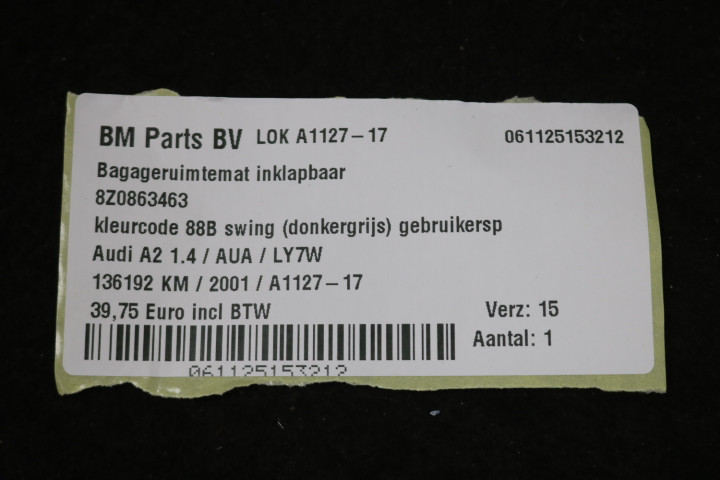 BM Parts BV LOK A1127-17 061125153212
Bagageruimtemat inklapbaar
8Z0863463
kleurcode 88B swing (donkergrijs) gebruikersp
Audi A2 1.4 / AUA / LY7W
136192 KM / 2001 / A1127-17
39,75 Euro incl BTW Verz: 15
Aantal: 1
061125153212